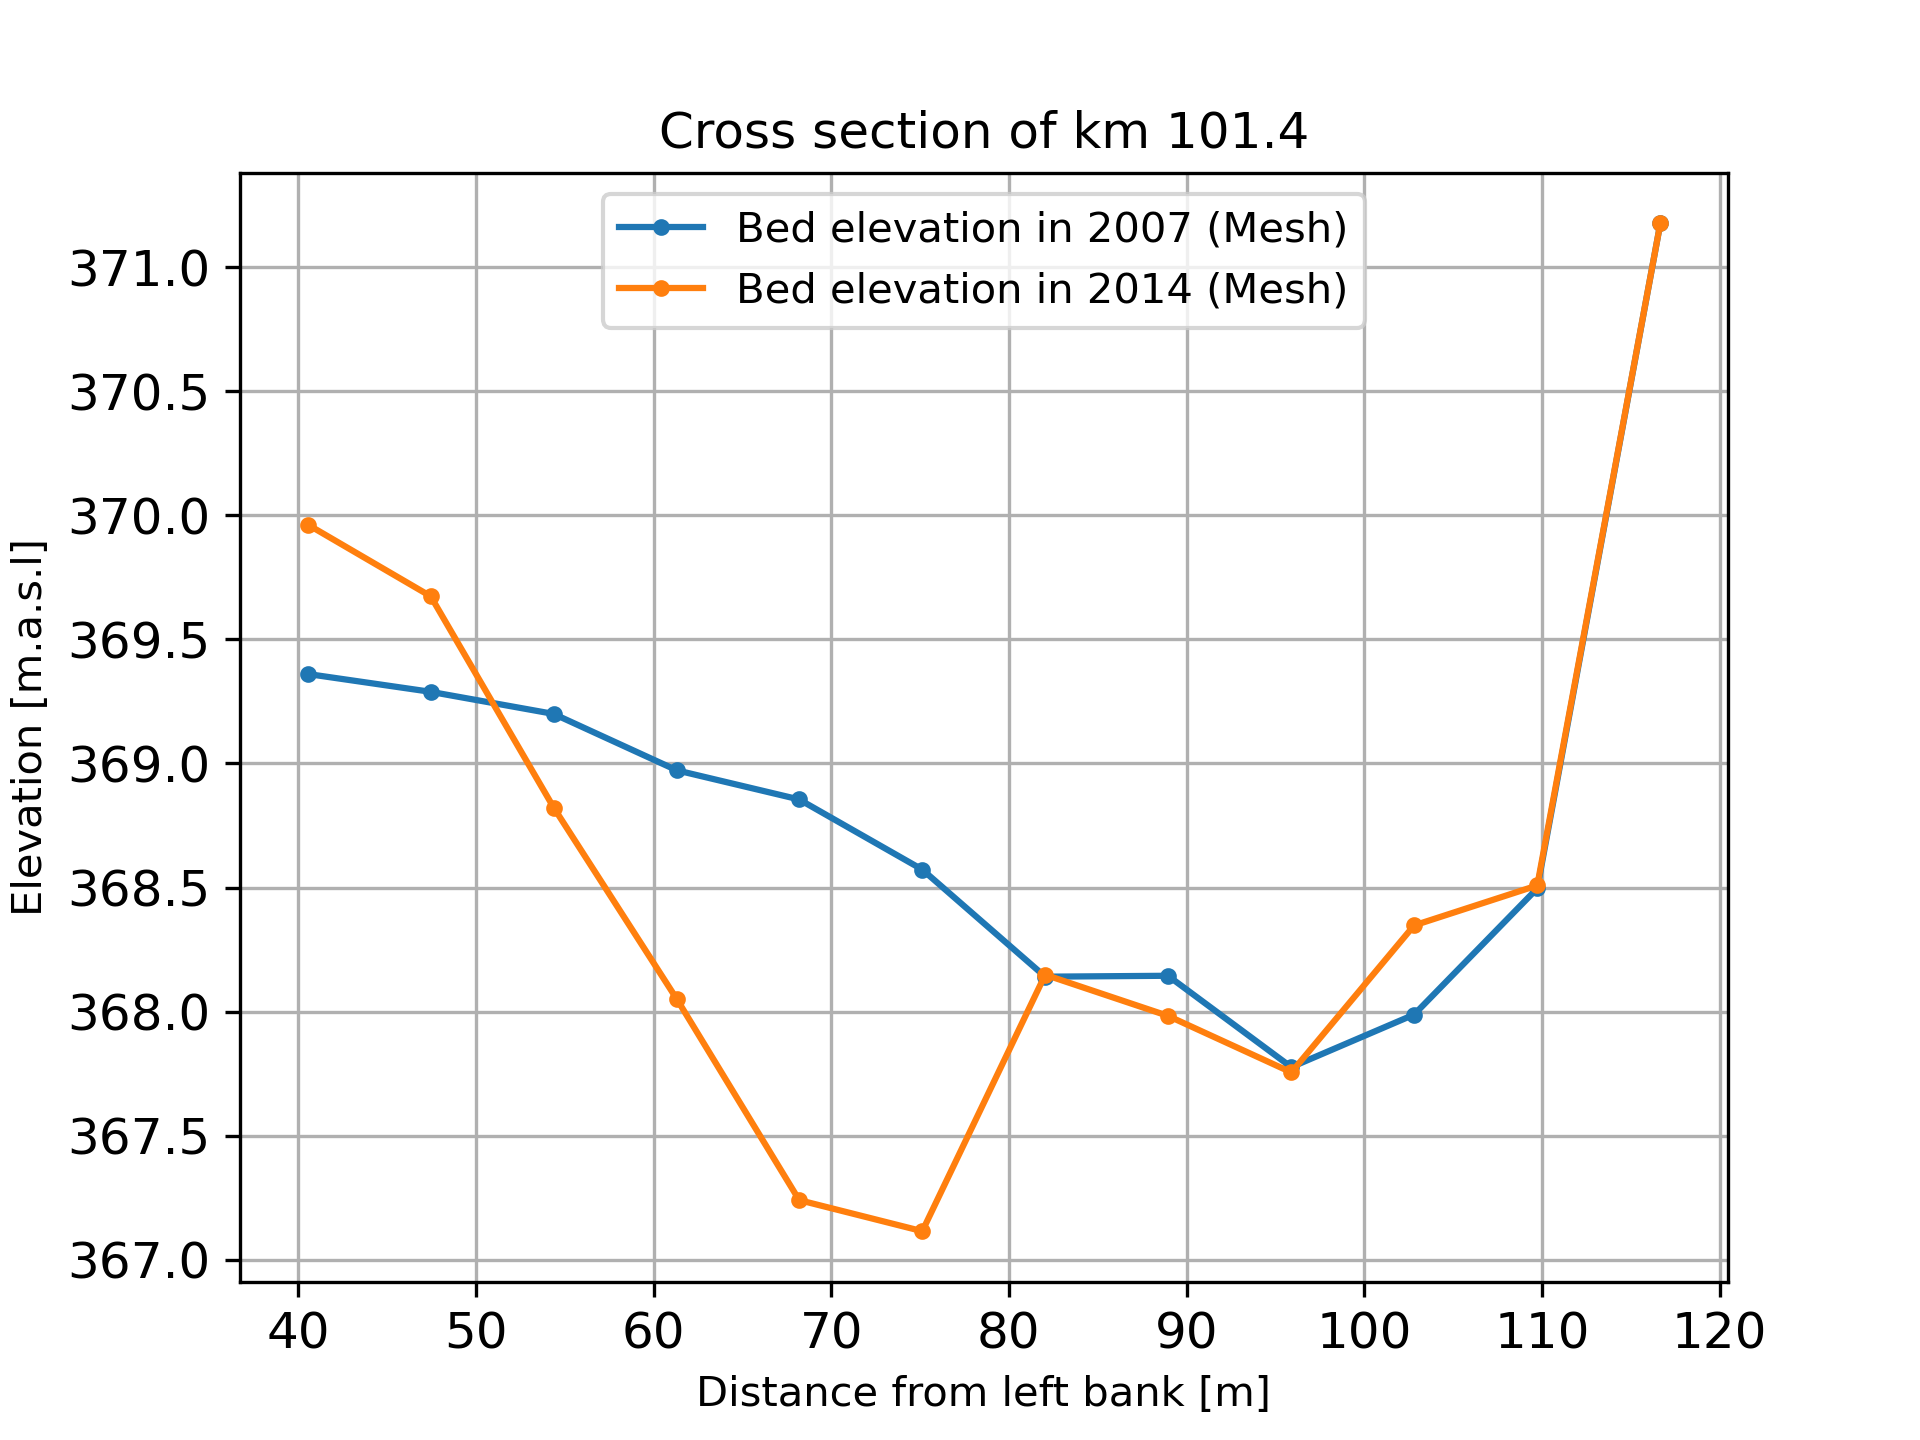 Cross section of km 101.4
Bed elevation in 2007 (Mesh)
Bed elevation in 2014 (Mesh)
Elevation [m.a.s.l]
371.0
370.5
370.0
369.5
369.0
368.5
368.0
367.5
367.0
40 50 60 70 80 90 100 110 120
Distance from left bank [m]